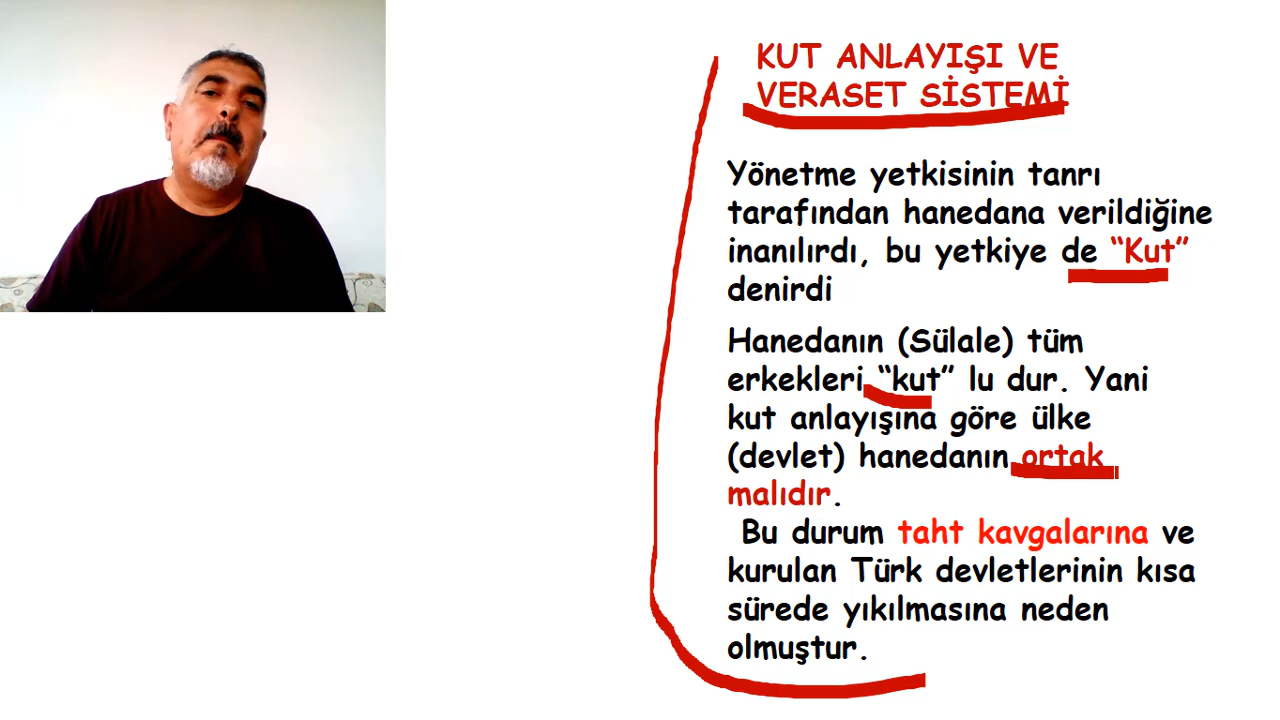 KUT ANLAYIŞI VE
VERASET SİSTEMİ
Yönetme yetkisinin tanrı
tarafından hanedana verildiğine
inanılırdı, bu yetkiye de “Kut”
denirdi
Hanedanın (Sülale) tüm
erkekleri “kut” lu dur. Yani
kut anlayışına göre ülke
(devlet) hanedanın ortak
malıdır.
Bu durum taht kavgalarına ve
kurulan Türk devletlerinin kısa
sürede yıkılmasına neden
olmuştur.